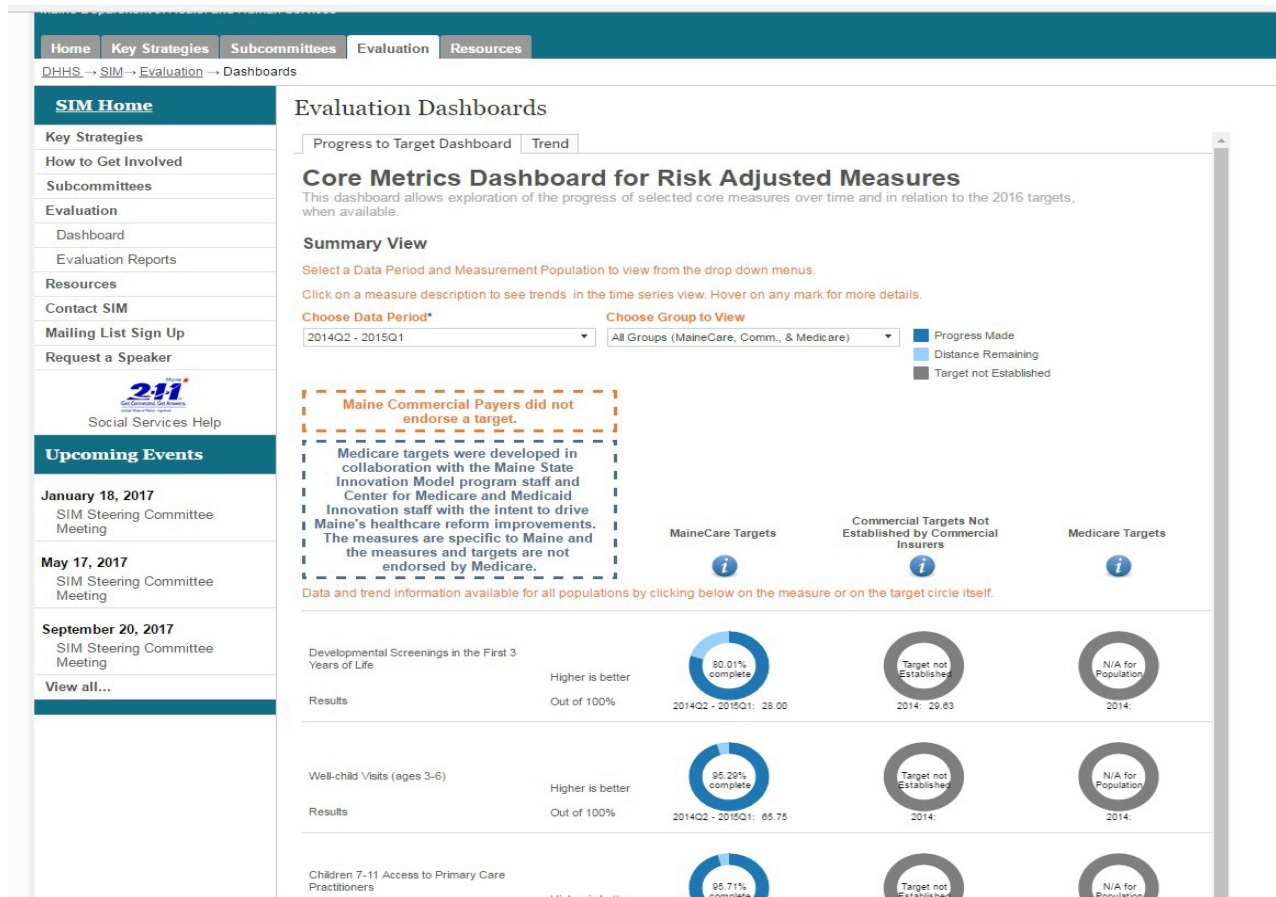 Home Key Strategies Subcommittees Evaluation Resources
DHHS → SIM → Evaluation → Dashboards
SIM Home
Key Strategies
How to Get Involved
Subcommittees
Evaluation
Dashboard
Evaluation Reports
Resources
Contact SIM
Mailing List Sign Up
Request a Speaker
Maine
2-1-1
Get Connected. Get Answers.
Social Services Help
Upcoming Events
January 18, 2017
SIM Steering Committee
Meeting
May 17, 2017
SIM Steering Committee
Meeting
September 20, 2017
SIM Steering Committee
Meeting
View all...
Evaluation Dashboards
Progress to Target Dashboard Trend
Core Metrics Dashboard for Risk Adjusted Measures
This dashboard allows exploration of the progress of selected core measures over time and in relation to the 2016 targets,
when available.
Summary View
Select a Data Period and Measurement Population to view from the drop down menus.
Click on a measure description to see trends in the time series view. Hover on any mark for more details.
Choose Data Period* Choose Group to View
2014Q2 - 2015Q1 All Groups (MaineCare, Comm., & Medicare)
Progress Made
Distance Remaining
Target not Established
Maine Commercial Payers did not
endorse a target.
Medicare targets were developed in
collaboration with the Maine State
Innovation Model program staff and
Center for Medicare and Medicaid
Innovation staff with the intent to drive
Maine's healthcare reform improvements.
The measures are specific to Maine and
the measures and targets are not
endorsed by Medicare.
MaineCare Targets
Commercial Targets Not
Established by Commercial
Insurers
Medicare Targets
Data and trend information available for all populations by clicking below on the measure or on the target circle itself.
Developmental Screenings in the First 3
Years of Life
Higher is better
80.01%
complete
Target not
Established
N/A for
Population
Results Out of 100% 2014Q2 - 2015Q1: 28.00 2014: 29.63 2014:
Well-child Visits (ages 3-6)
Higher is better
95.29%
complete
Target not
Established
N/A for
Population
Results Out of 100% 2014Q2 - 2015Q1: 65.75 2014: 2014:
Children 7-11 Access to Primary Care
Practitioners
95.71%
complete
Target not
Established
N/A for
Population